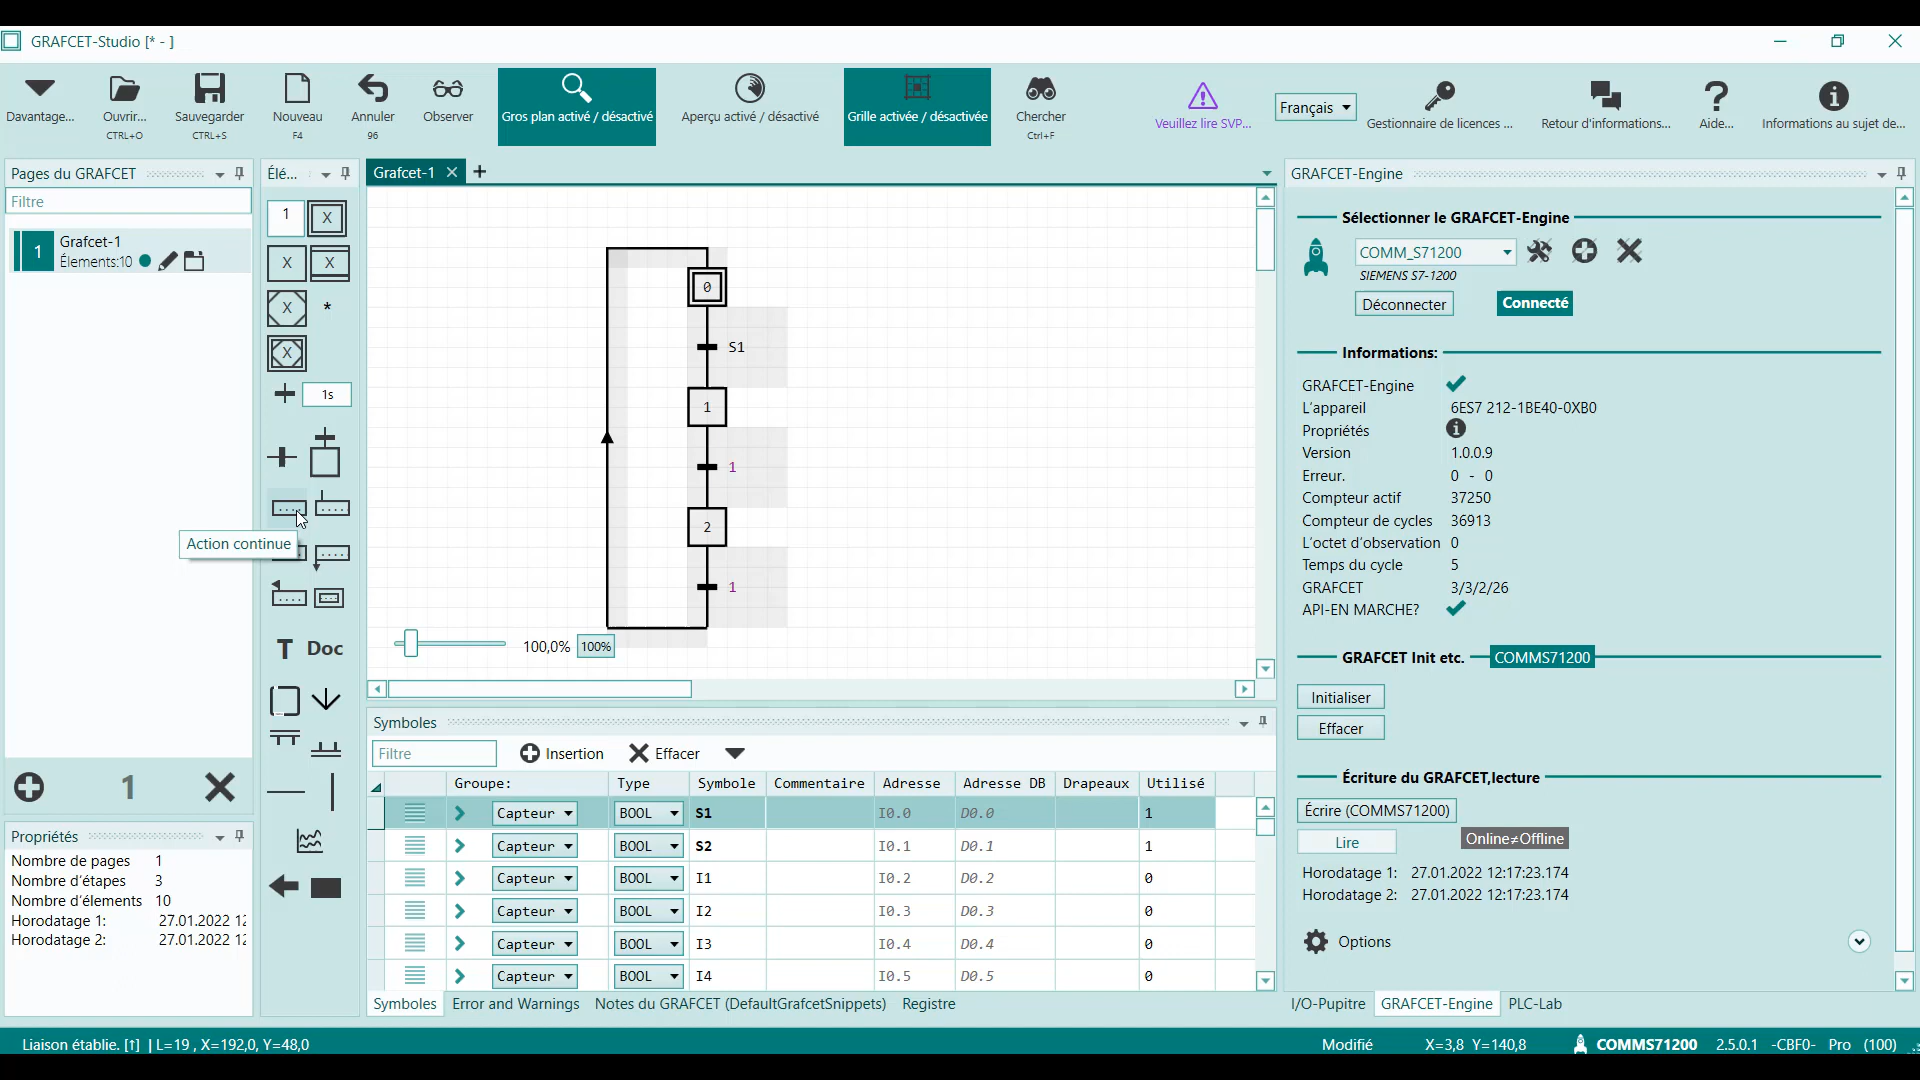 GRAFCET-Studio [* - ]
Davantage...
Ouvrir...
CTRL+O
Sauvegarder
CTRL+S
Nouveau
F4
Annuler
96
Observer
Gros plan activé / désactivé
Aperçu activé / désactivé
Grille activée / désactivée
Chercher
Ctrl+F
Veuillez lire SVP...
Français
Gestionnaire de licences ...
Retour d'informations...
Aide...
Informations au sujet de...
Pages du GRAFCET
Filtre
1
Grafcet-1
Élements:10
1
Élé...
1
X
X
X
X
*
X
1s
Action continue
T
Doc
Grafcet-1
0
S1
1
1
2
1
100,0%
100%
GRAFCET-Engine
Sélectionner le GRAFCET-Engine
COMM_S71200
SIEMENS S7-1200
Déconnecter
Connecté
Informations:
GRAFCET-Engine
L'appareil 6ES7 212-1BE40-0XB0
Propriétés
Version 1.0.0.9
Erreur. 0 - 0
Compteur actif 37250
Compteur de cycles 36913
L'octet d'observation 0
Temps du cycle 5
GRAFCET 3/3/2/26
API-EN MARCHE?
GRAFCET Init etc. COMMS71200
Initialiser
Effacer
Écriture du GRAFCET,lecture
Écrire (COMMS71200)
Lire
Online≠Offline
Horodatage 1: 27.01.2022 12:17:23.174
Horodatage 2: 27.01.2022 12:17:23.174
Options
I/O-Pupitre GRAFCET-Engine PLC-Lab
Symboles
Filtre
Insertion
Effacer
Groupe: Type Symbole Commentaire Adresse Adresse DB Drapeaux Utilisé
Capteur BOOL S1 I0.0 D0.0 1
Capteur BOOL S2 I0.1 D0.1 1
Capteur BOOL I1 I0.2 D0.2 0
Capteur BOOL I2 I0.3 D0.3 0
Capteur BOOL I3 I0.4 D0.4 0
Capteur BOOL I4 I0.5 D0.5 0
Symboles Error and Warnings Notes du GRAFCET (DefaultGrafcetSnippets) Registre
Propriétés
Nombre de pages 1
Nombre d'étapes 3
Nombre d'élements 10
Horodatage 1: 27.01.2022 12
Horodatage 2: 27.01.2022 12
Liaison établie. [↑] | L=19 , X=192,0, Y=48,0
Modifié
X=3,8 Y=140,8
COMMS71200 2.5.0.1 -CBF0- Pro (100)